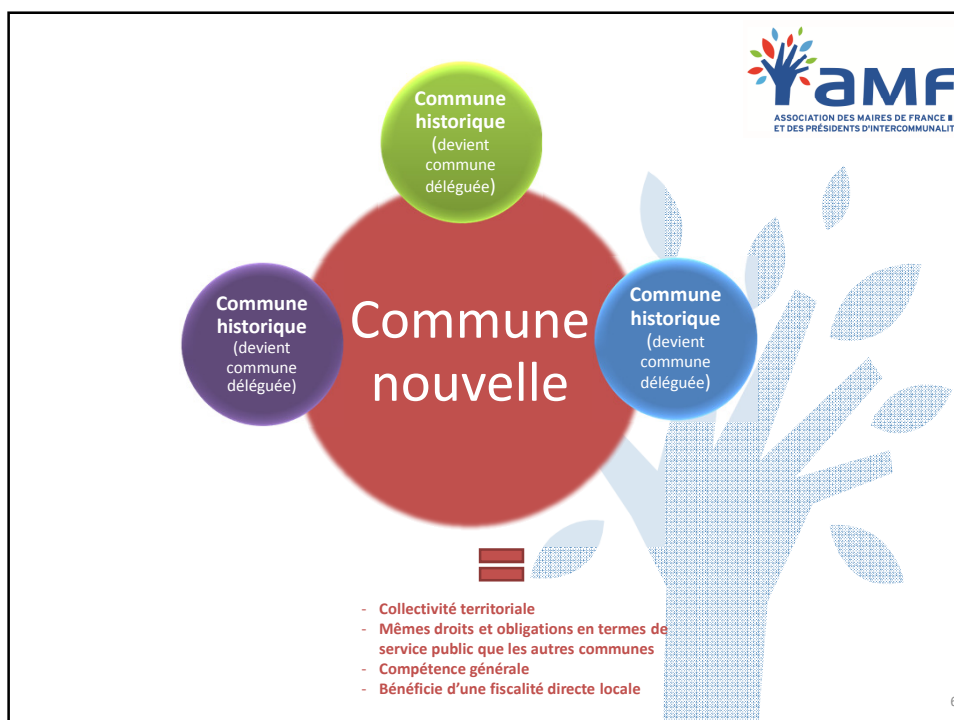 aMF
ASSOCIATION DES MAIRES DE FRANCE
ET DES PRÉSIDENTS D'INTERCOMMUNALIT
Commune
historique
(devient
commune
déléguée)
Commune
historique
(devient
commune
déléguée)
Commune
nouvelle
Commune
historique
(devient
commune
déléguée)
- Collectivité territoriale
- Mêmes droits et obligations en termes de
service public que les autres communes
- Compétence générale
- Bénéficie d'une fiscalité directe locale
6